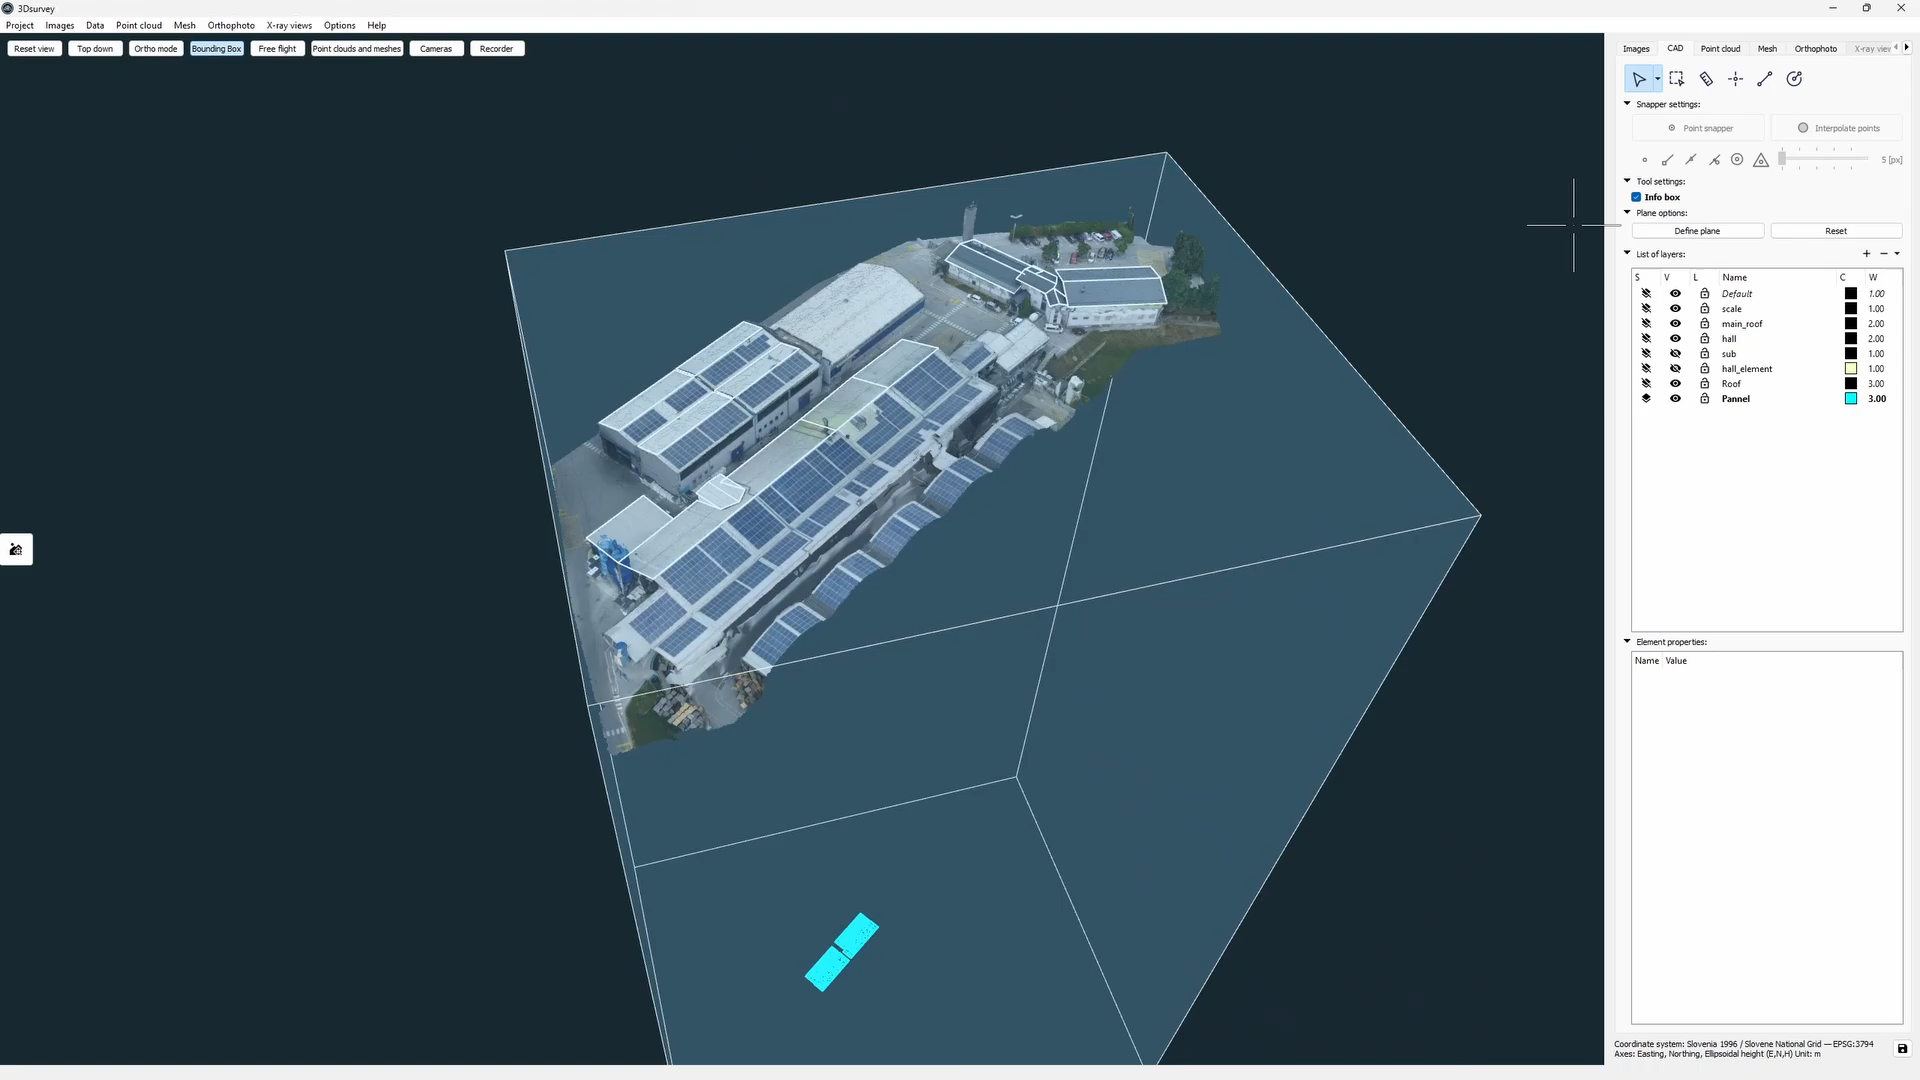 3Dsurvey
Project Images Data Point cloud Mesh Orthophoto X-ray views Options Help
Reset view Top down Ortho mode Bounding Box Free flight Point clouds and meshes Cameras Recorder
Images CAD Point cloud Mesh Orthophoto X-ray view
Snapper settings:
Point snapper Interpolate points
5 [px]
Tool settings:
Info box
Plane options:
Define plane Reset
List of layers:
S V L Name C W
Default 1.00
scale 1.00
main_roof 2.00
hall 2.00
sub 1.00
hall_element 1.00
Roof 3.00
Pannel 3.00
Element properties:
Name Value
Coordinate system: Slovenia 1996 / Slovene National Grid — EPSG:3794
Axes: Easting, Northing, Ellipsoidal height (E,N,H) Unit: m